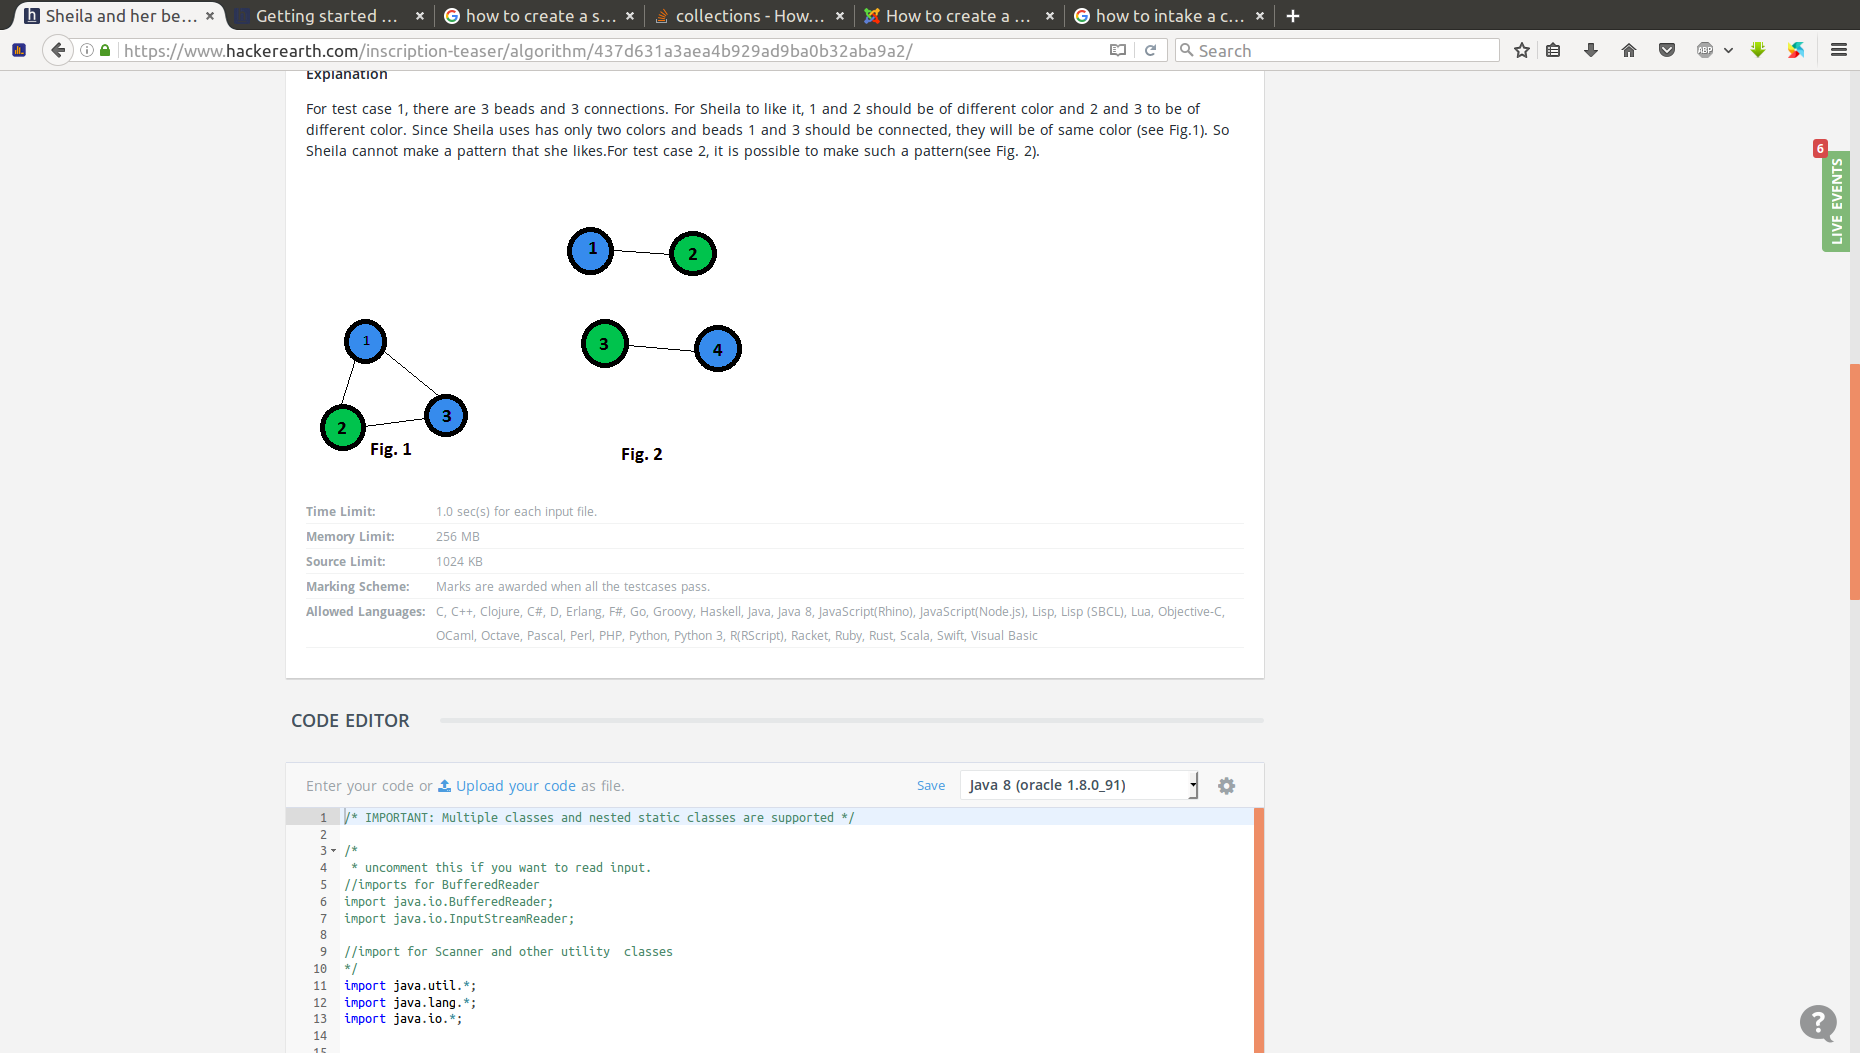 Sheila and her be...
Getting started ...
how to create a s...
collections - How...
How to create a ...
how to intake a c...
https://www.hackerearth.com/inscription-teaser/algorithm/437d631a3aea4b929ad9ba0b32aba9a2/
Search
ABP
Explanation
For test case 1, there are 3 beads and 3 connections. For Sheila to like it, 1 and 2 should be of different color and 2 and 3 to be of
different color. Since Sheila uses has only two colors and beads 1 and 3 should be connected, they will be of same color (see Fig.1). So
Sheila cannot make a pattern that she likes.For test case 2, it is possible to make such a pattern(see Fig. 2).
6
LIVE EVENTS
1
2
3
4
1
2
3
Fig. 1
Fig. 2
Time Limit: 1.0 sec(s) for each input file.
Memory Limit: 256 MB
Source Limit: 1024 KB
Marking Scheme: Marks are awarded when all the testcases pass.
Allowed Languages: C, C++, Clojure, C#, D, Erlang, F#, Go, Groovy, Haskell, Java, Java 8, JavaScript(Rhino), JavaScript(Node.js), Lisp, Lisp (SBCL), Lua, Objective-C,
OCaml, Octave, Pascal, Perl, PHP, Python, Python 3, R(RScript), Racket, Ruby, Rust, Scala, Swift, Visual Basic
CODE EDITOR
Enter your code or Upload your code as file.
Save
Java 8 (oracle 1.8.0_91)
1 /* IMPORTANT: Multiple classes and nested static classes are supported */
2
3 /*
4 * uncomment this if you want to read input.
5 //imports for BufferedReader
6 import java.io.BufferedReader;
7 import java.io.InputStreamReader;
8
9 //import for Scanner and other utility  classes
10 */
11 import java.util.*;
12 import java.lang.*;
13 import java.io.*;
14
15
?